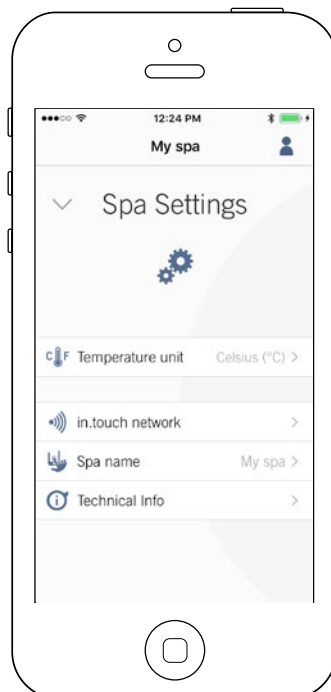 12:24 PM
My spa
Spa Settings
C F Temperature unit Celsius (°C) >
in.touch network >
Spa name My spa >
Technical Info >